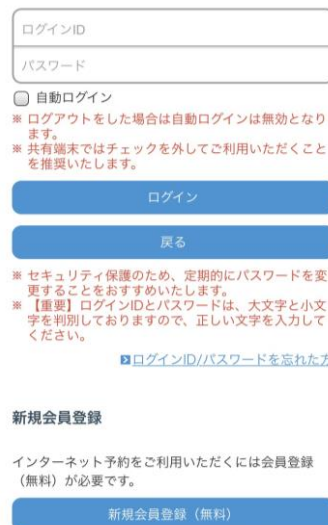 ログインID
パスワード
自動ログイン
※ ログアウトをした場合は自動ログインは無効となり
ます。
※ 共有端末ではチェックを外してご利用いただくこと
を推奨いたします。
ログイン
戻る
※ セキュリティ保護のため、定期的にパスワードを変
更することをおすすめいたします。
※ 【重要】ログインIDとパスワードは、大文字と小文
字を判別しておりますので、正しい文字を入力して
ください。
ログインID/パスワードを忘れた方
新規会員登録
インターネット予約をご利用いただくには会員登録
（無料）が必要です。
新規会員登録（無料）